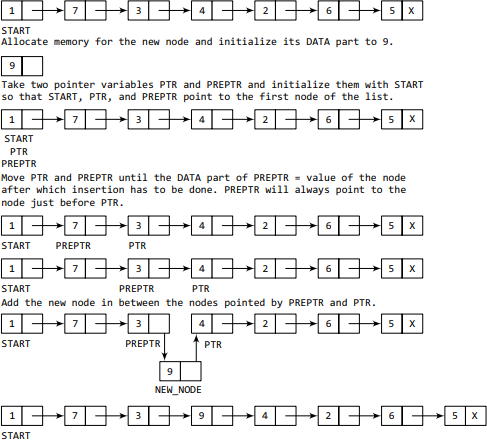 1 7 3 4 2 6 5 X
START
Allocate memory for the new node and initialize its DATA part to 9.
9
Take two pointer variables PTR and PREPTR and initialize them with START
so that START, PTR, and PREPTR point to the first node of the list.
1 7 3 4 2 6 5 X
START
PTR
PREPTR
Move PTR and PREPTR until the DATA part of PREPTR = value of the node
after which insertion has to be done. PREPTR will always point to the
node just before PTR.
1 7 3 4 2 6 5 X
START PREPTR PTR
1 7 3 4 2 6 5 X
START PREPTR PTR
Add the new node in between the nodes pointed by PREPTR and PTR.
1 7 3 4 2 6 5 X
START PREPTR PTR
9
NEW_NODE
1 7 3 9 4 2 6 5 X
START